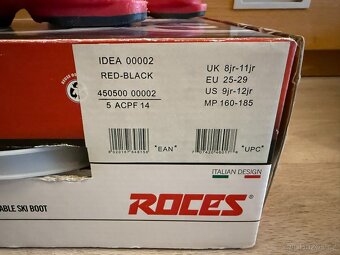 IDEA 00002
RED-BLACK
450500 00002
5 ACPF 14
UK 8jr-11jr
EU 25-29
US 9jr-12jr
MP 160-185
"EAN"
"UPC"
ITALIAN DESIGN
ABLE SKI BOOT
ROCES